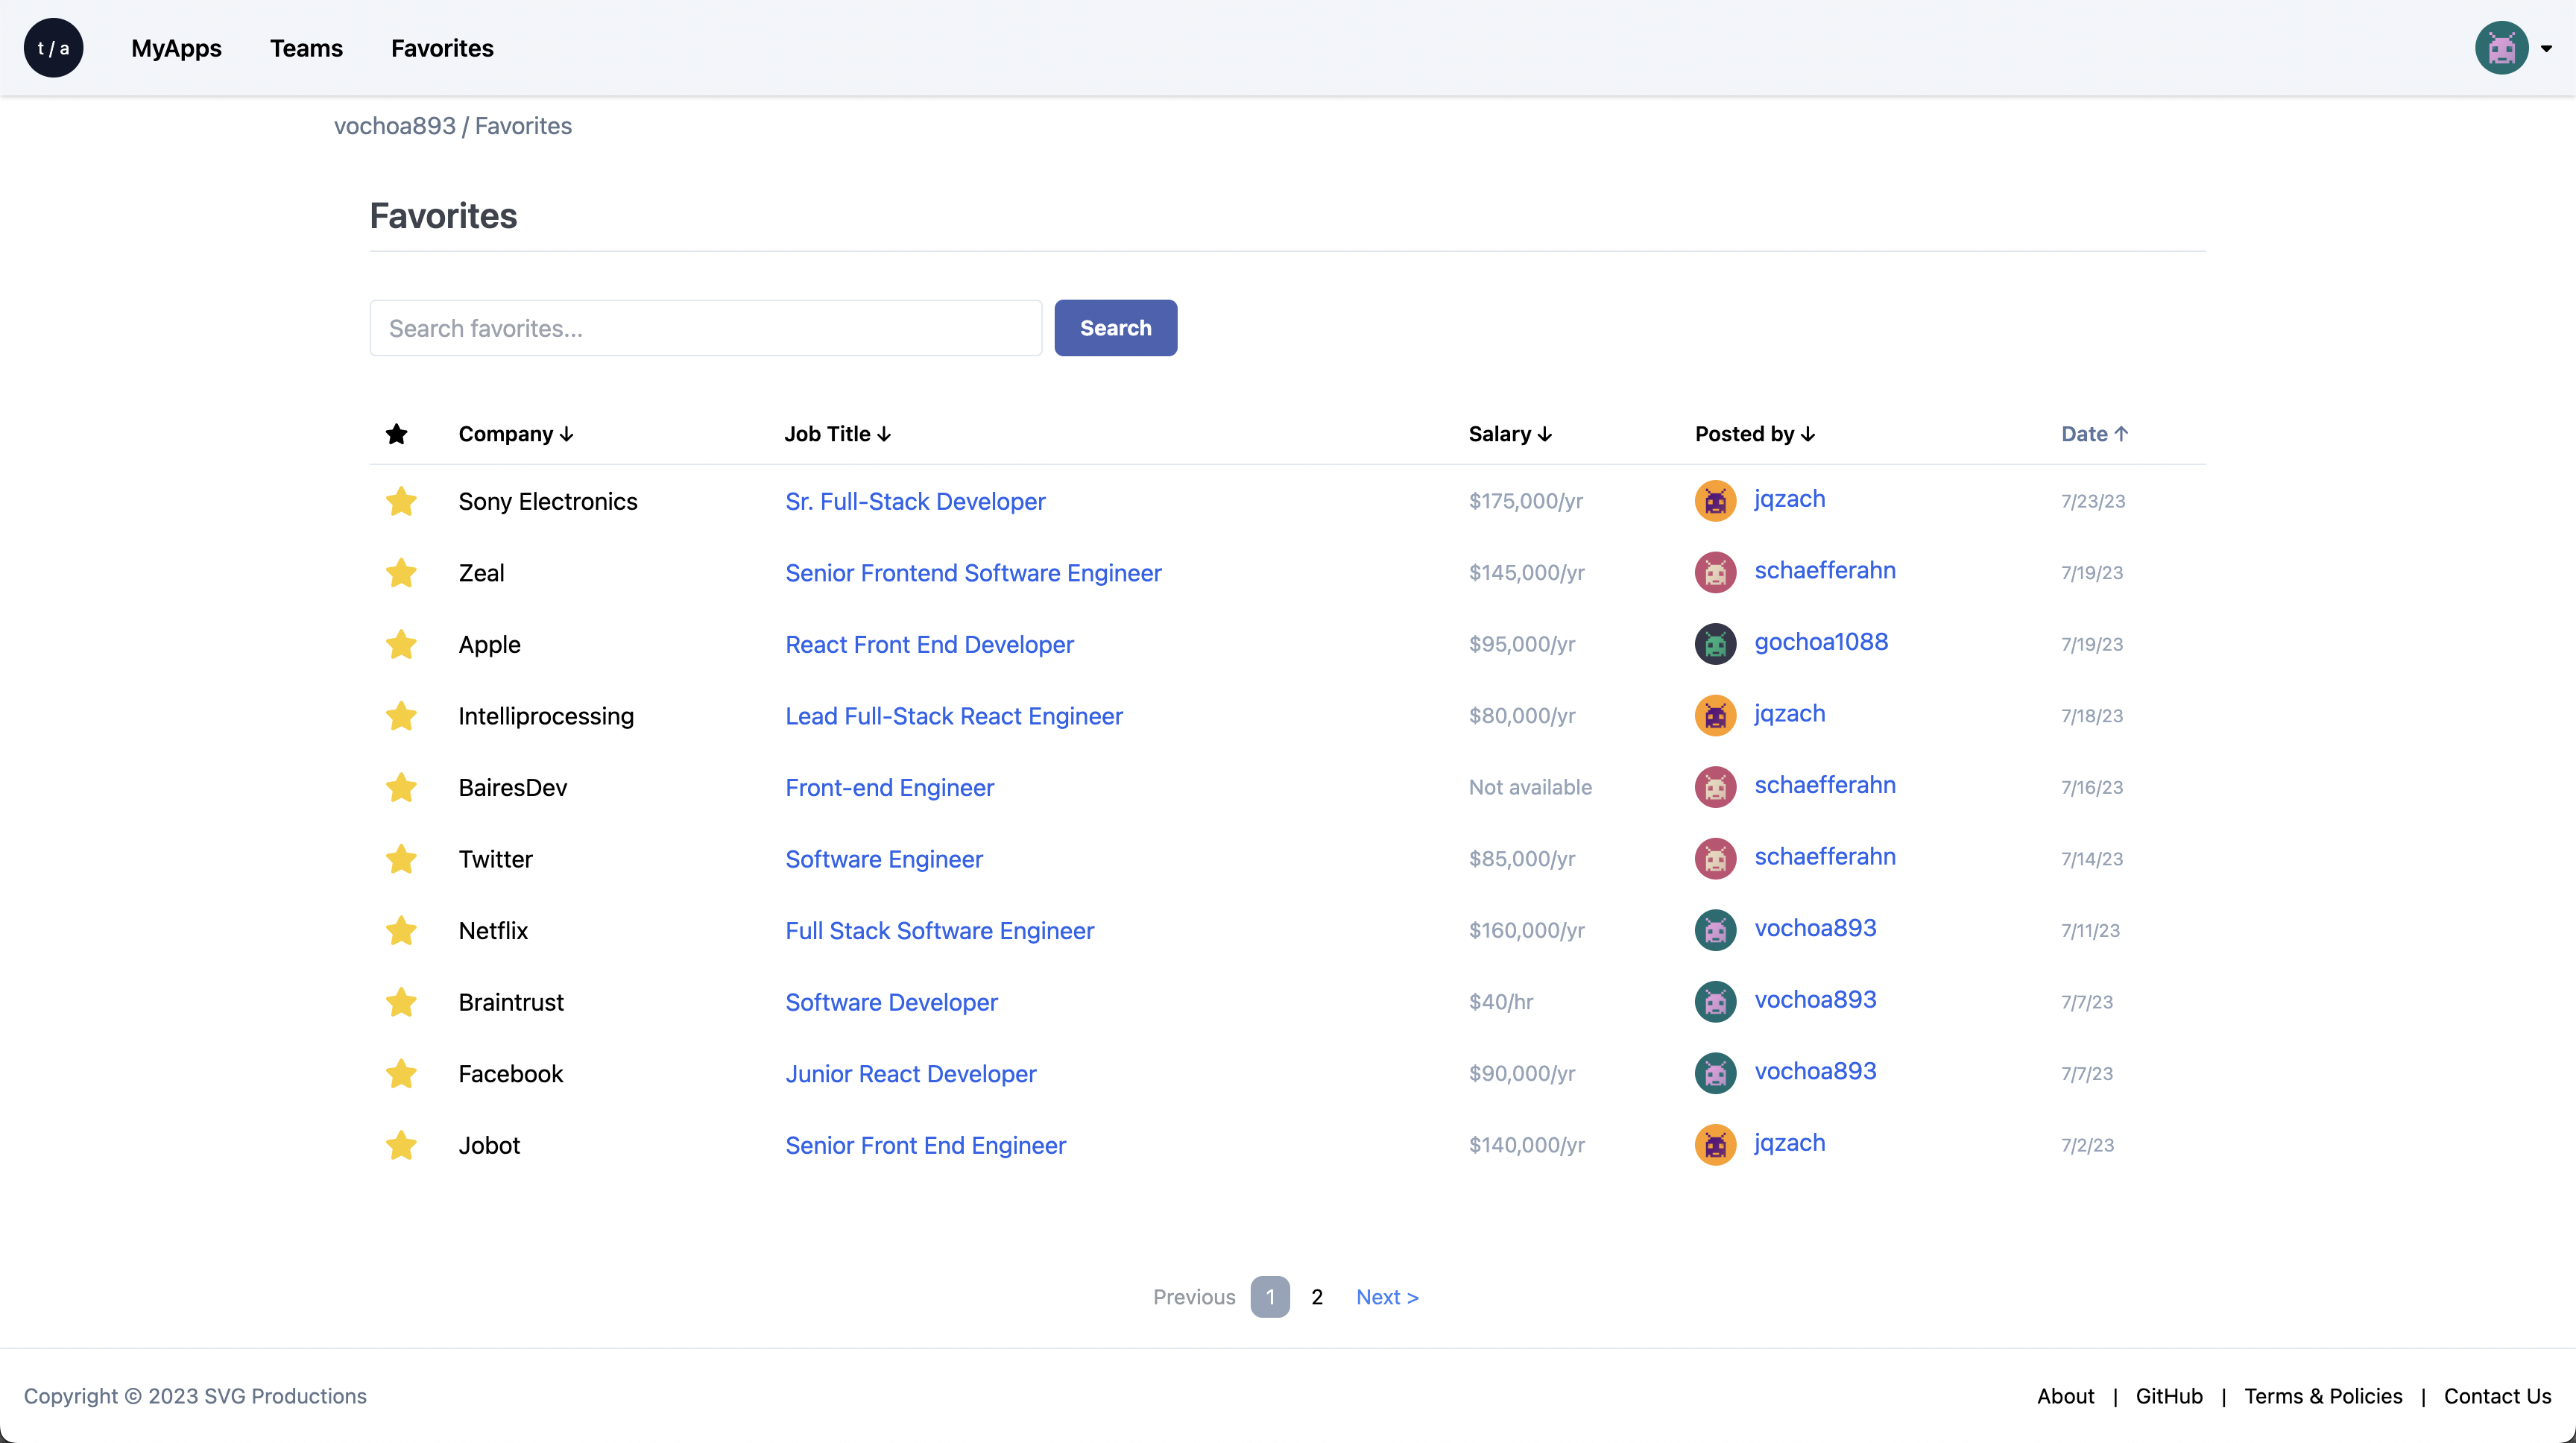 t / a MyApps Teams Favorites
vochoa893 / Favorites
Favorites
Search favorites... Search
Company ↓ Job Title ↓ Salary ↓ Posted by ↓ Date ↑
Sony Electronics Sr. Full-Stack Developer $175,000/yr jqzach 7/23/23
Zeal Senior Frontend Software Engineer $145,000/yr schaefferahn 7/19/23
Apple React Front End Developer $95,000/yr gochoa1088 7/19/23
Intelliprocessing Lead Full-Stack React Engineer $80,000/yr jqzach 7/18/23
BairesDev Front-end Engineer Not available schaefferahn 7/16/23
Twitter Software Engineer $85,000/yr schaefferahn 7/14/23
Netflix Full Stack Software Engineer $160,000/yr vochoa893 7/11/23
Braintrust Software Developer $40/hr vochoa893 7/7/23
Facebook Junior React Developer $90,000/yr vochoa893 7/7/23
Jobot Senior Front End Engineer $140,000/yr jqzach 7/2/23
Previous 1 2 Next >
Copyright © 2023 SVG Productions About | GitHub | Terms & Policies | Contact Us